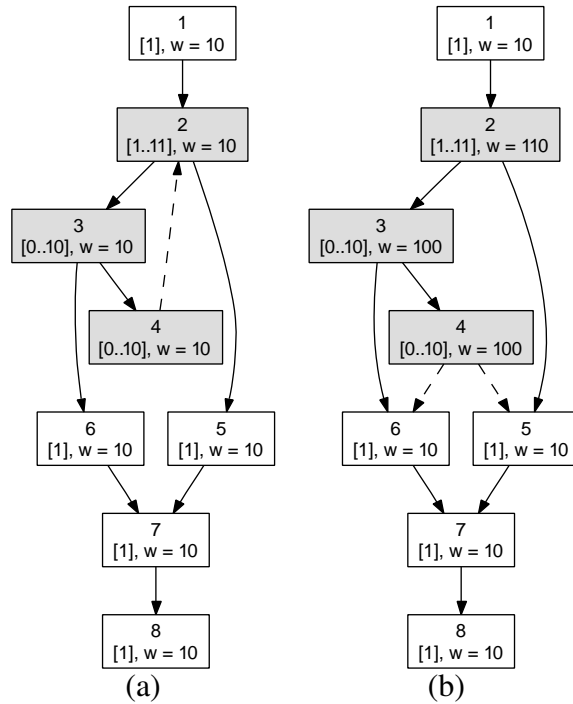 1
[1], w = 10
2
[1..11], w = 10
3
[0..10], w = 10
4
[0..10], w = 10
6
[1], w = 10
5
[1], w = 10
7
[1], w = 10
8
[1], w = 10
(a)
1
[1], w = 10
2
[1..11], w = 110
3
[0..10], w = 100
4
[0..10], w = 100
6
[1], w = 10
5
[1], w = 10
7
[1], w = 10
8
[1], w = 10
(b)